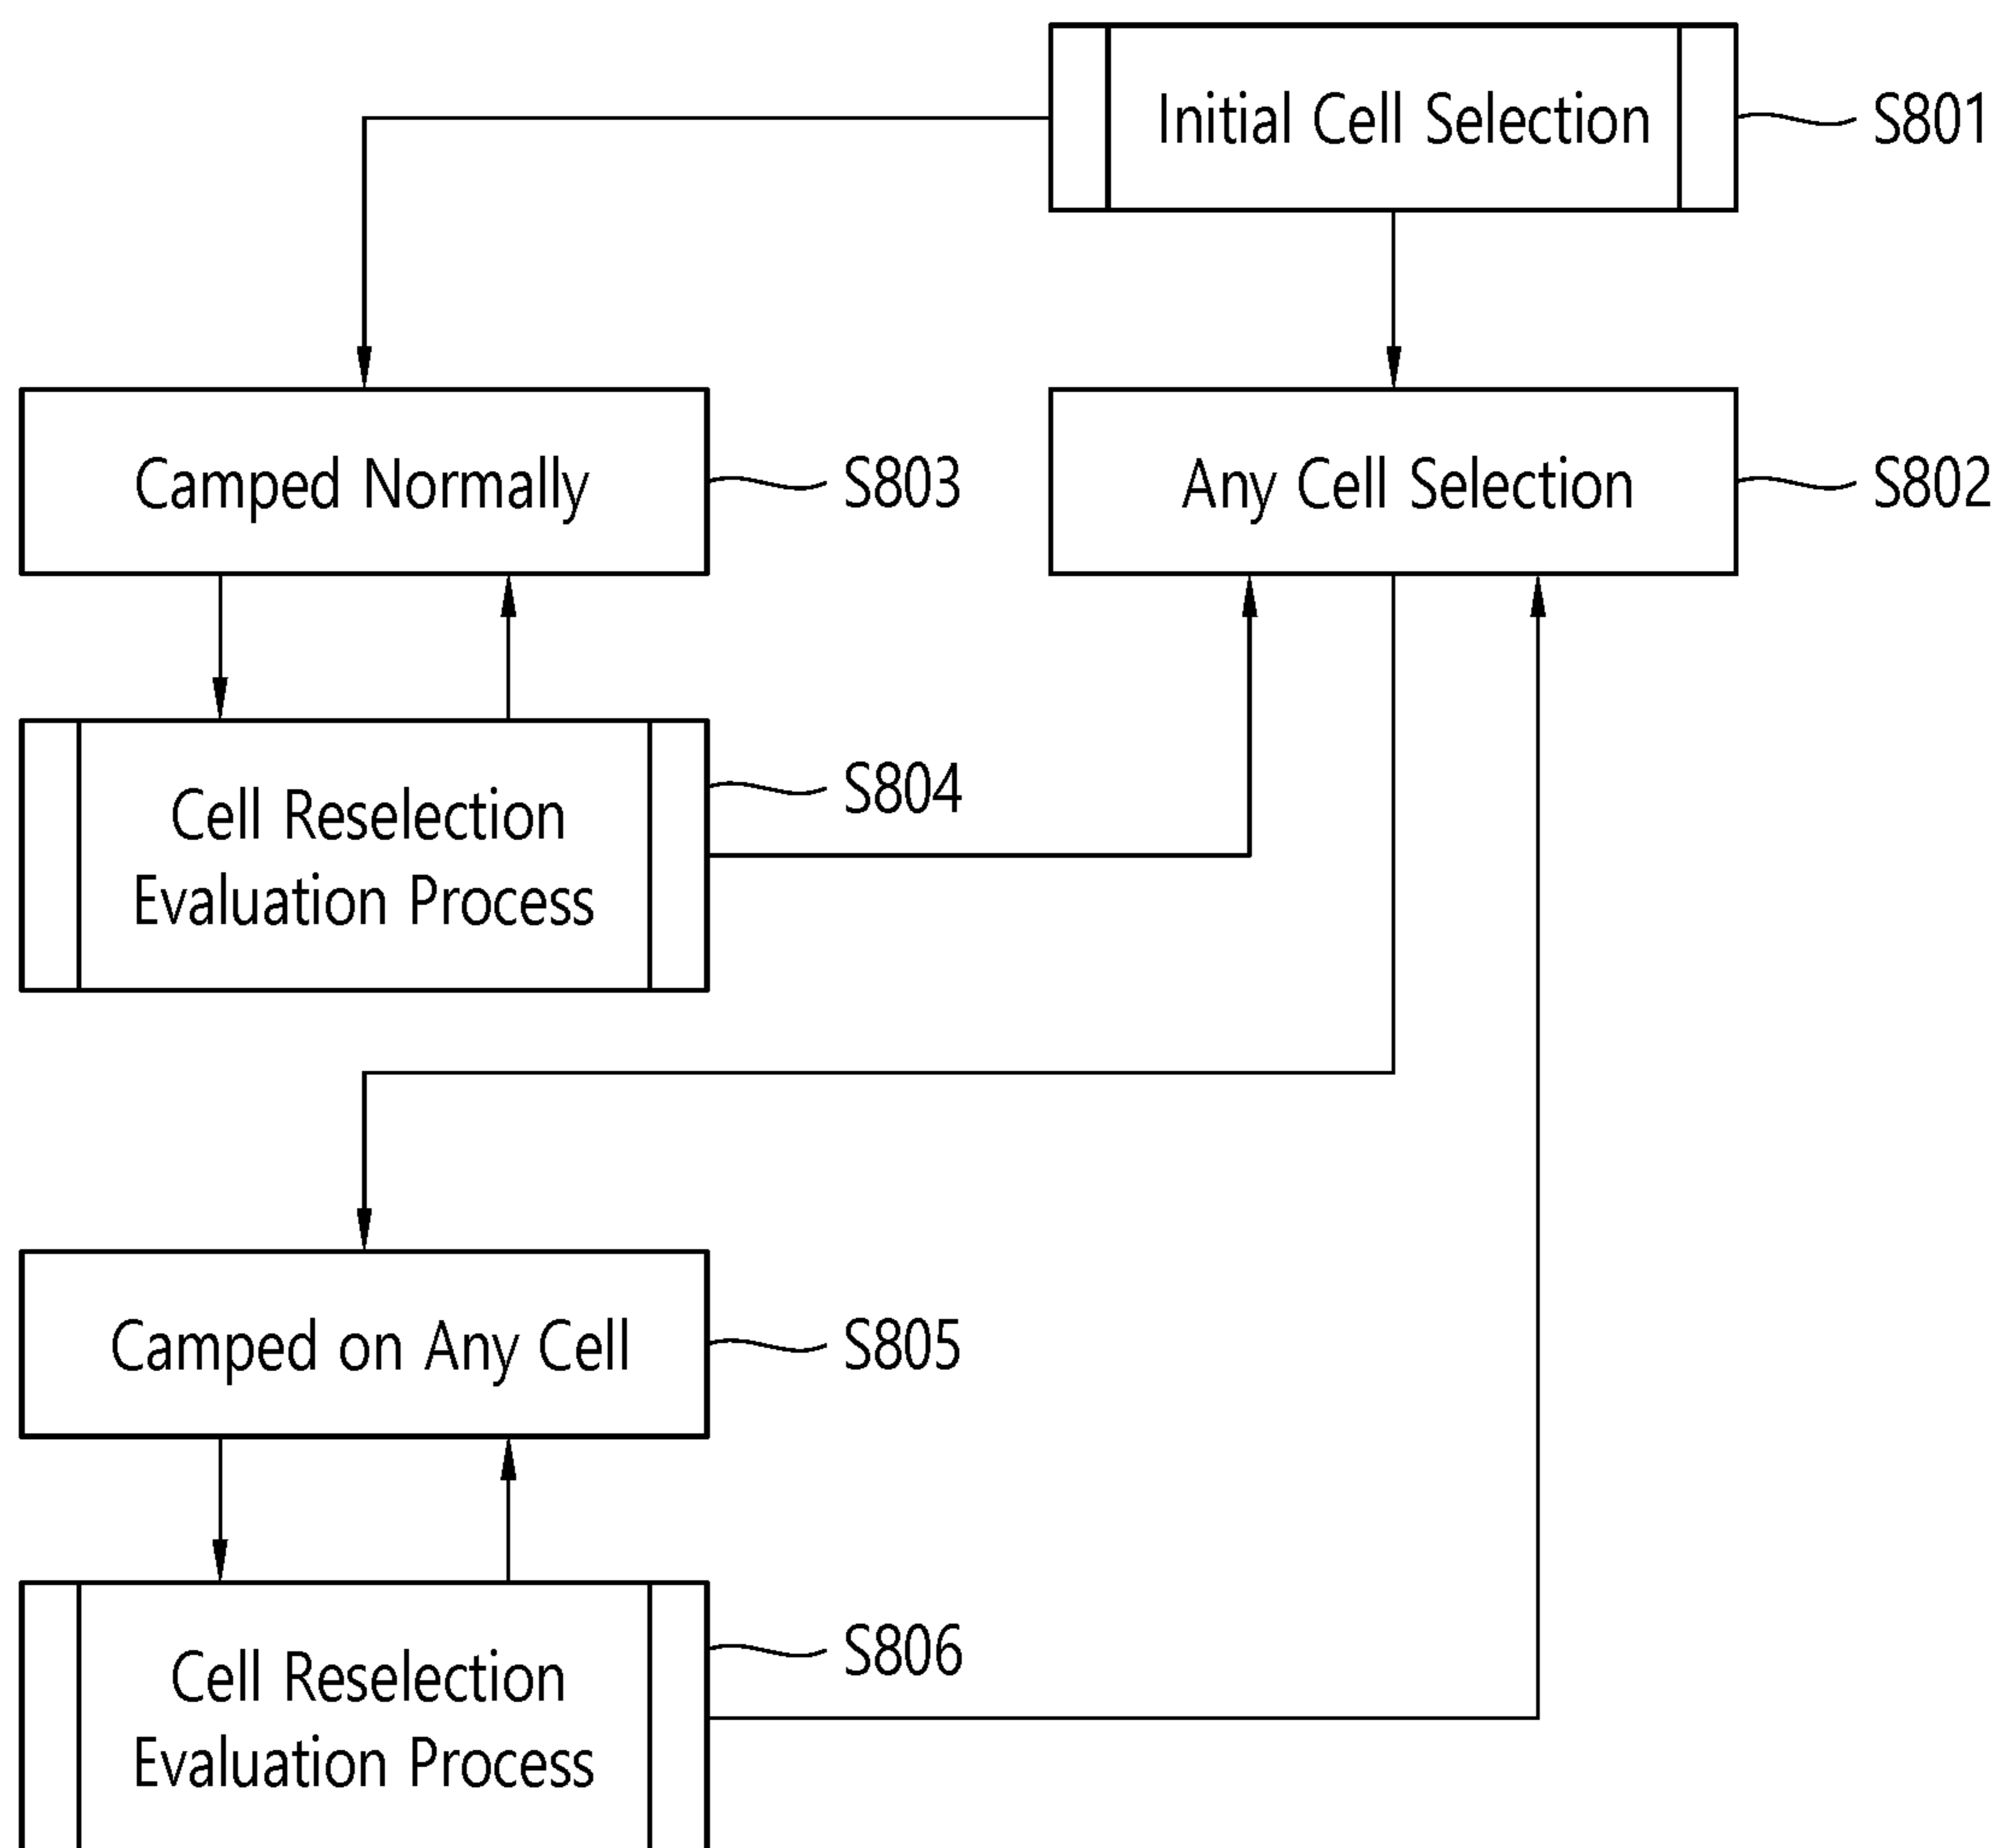 Initial Cell Selection
S801
Camped Normally
S803
Any Cell Selection
S802
Cell Reselection
Evaluation Process
S804
Camped on Any Cell
S805
Cell Reselection
Evaluation Process
S806